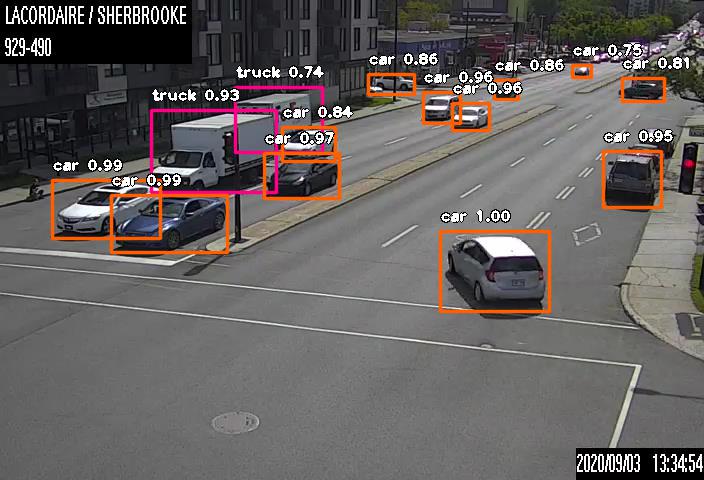 LACORDAIRE / SHERBROOKE
929-490
car 0.75
car 0.86
car 0.86
car 0.81
truck 0.74
car 0.96
car 0.96
truck 0.93
car 0.84
car 0.97
car 0.95
car 0.99
car 0.99
car 1.00
2020/09/03 13:34:54